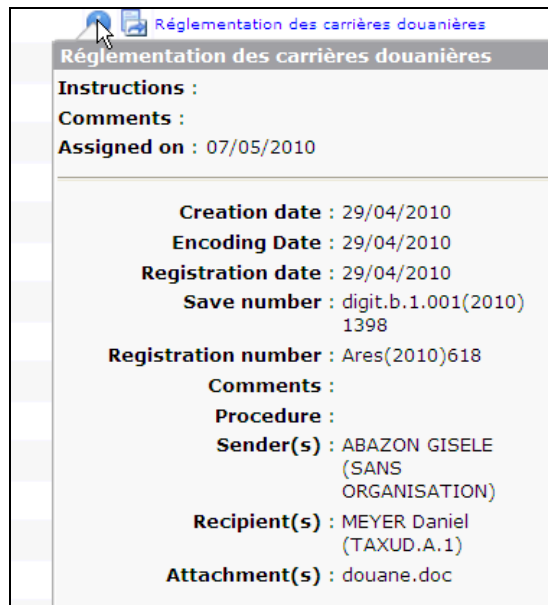 Réglementation des carrières douanières
Réglementation des carrières douanières
Instructions :
Comments :
Assigned on : 07/05/2010
Creation date : 29/04/2010
Encoding Date : 29/04/2010
Registration date : 29/04/2010
Save number : digit.b.1.001(2010)
1398
Registration number : Ares(2010)618
Comments :
Procedure :
Sender(s) : ABAZON GISELE
(SANS
ORGANISATION)
Recipient(s) : MEYER Daniel
(TAXUD.A.1)
Attachment(s) : douane.doc